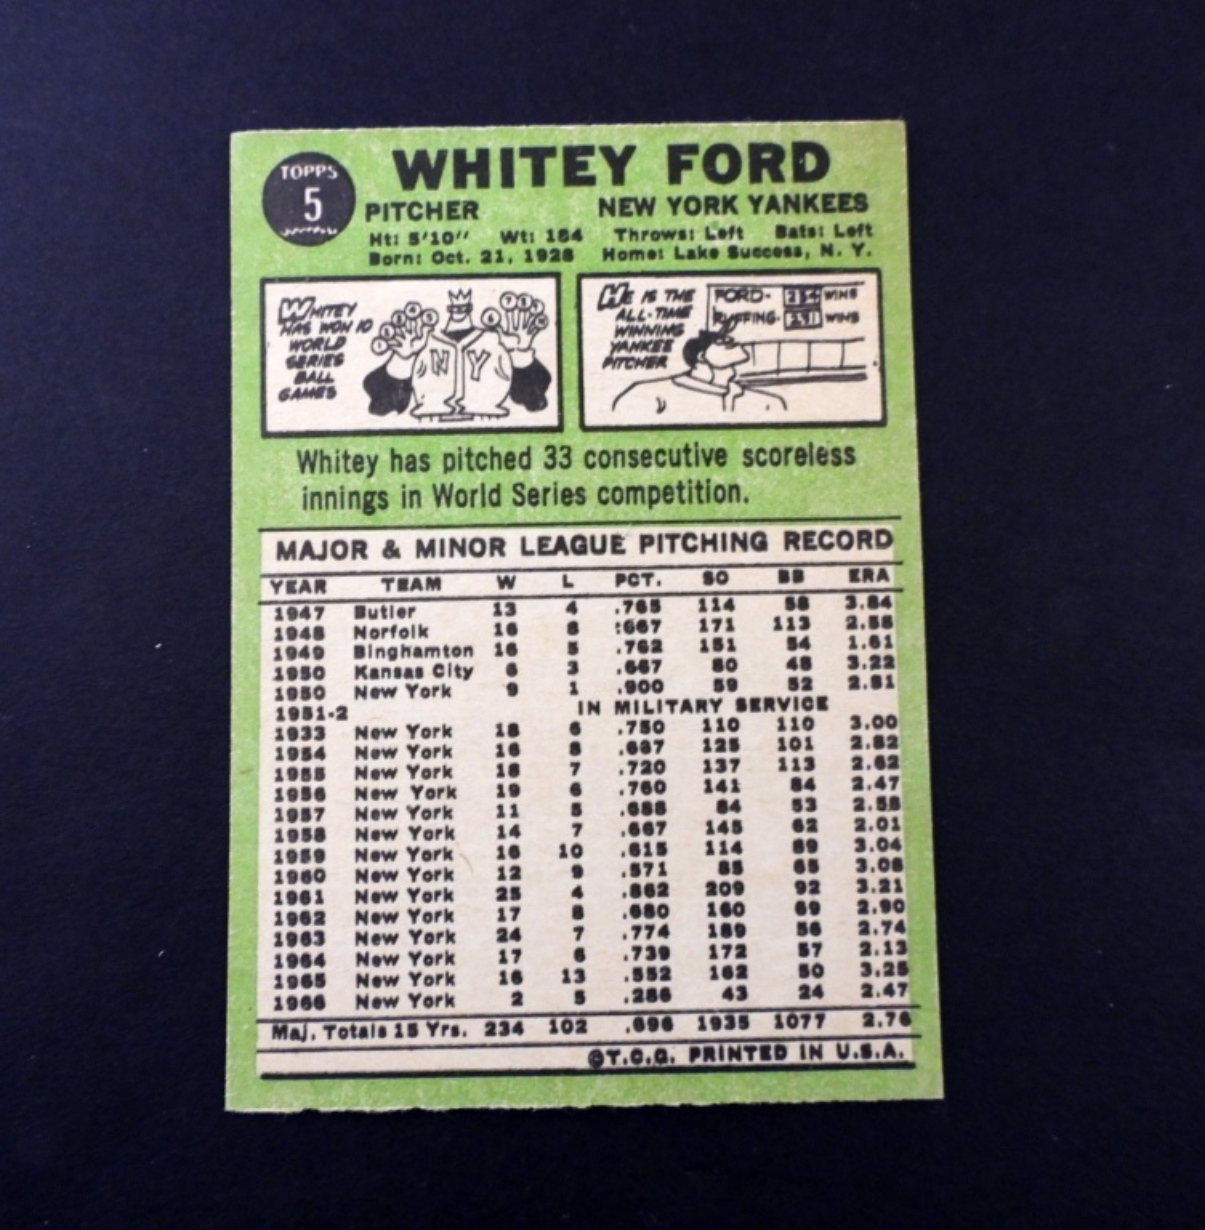 TOPPS
5
WHITEY FORD
PITCHER NEW YORK YANKEES
Ht: 5'10" Wt: 184 Throws: Left Bats: Left
Born: Oct. 21, 1928 Home: Lake Success, N. Y.
WHITEY
HAS WON 10
WORLD
SERIES
BALL
GAMES
N Y
HE IS THE
ALL-TIME
WINNING
YANKEE
PITCHER
FORD- 234 WINS
RUFFING- 231 WINS
Whitey has pitched 33 consecutive scoreless
innings in World Series competition.
MAJOR & MINOR LEAGUE PITCHING RECORD
YEAR TEAM W L PCT. SO BB ERA
1947 Butler 13 4 .765 114 58 3.84
1948 Norfolk 16 8 .667 171 113 2.58
1949 Binghamton 16 5 .762 151 54 1.61
1950 Kansas City 6 3 .667 80 48 3.22
1950 New York 9 1 .900 59 52 2.81
1951-2 IN MILITARY SERVICE
1933 New York 18 6 .750 110 110 3.00
1954 New York 16 8 .667 125 101 2.82
1955 New York 18 7 .720 137 113 2.62
1956 New York 19 6 .760 141 84 2.47
1957 New York 11 5 .688 84 53 2.58
1958 New York 14 7 .667 145 62 2.01
1959 New York 16 10 .615 114 89 3.04
1960 New York 12 9 .571 85 65 3.08
1961 New York 25 4 .862 209 92 3.21
1962 New York 17 8 .680 160 69 2.90
1963 New York 24 7 .774 189 56 2.74
1964 New York 17 6 .739 172 57 2.13
1965 New York 16 13 .552 162 50 3.25
1966 New York 2 5 .286 43 24 2.47
Maj. Totals 15 Yrs. 234 102 .696 1935 1077 2.76
©T.C.G. PRINTED IN U.S.A.